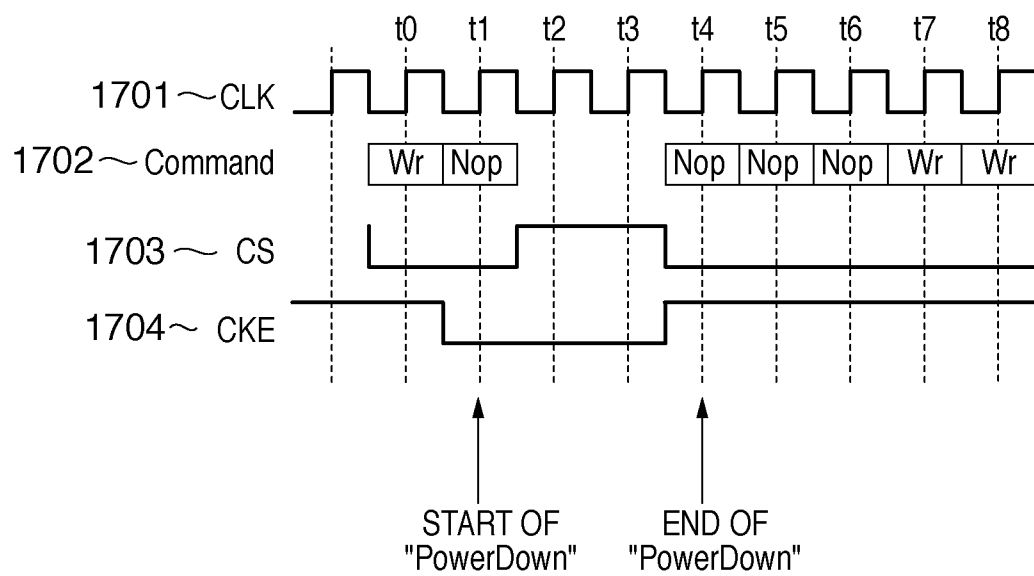 t0 t1 t2 t3 t4 t5 t6 t7 t8
1701 ~ CLK
1702 ~ Command Wr Nop Nop Nop Nop Wr Wr
1703 ~ CS
1704 ~ CKE
START OF
"PowerDown"
END OF
"PowerDown"